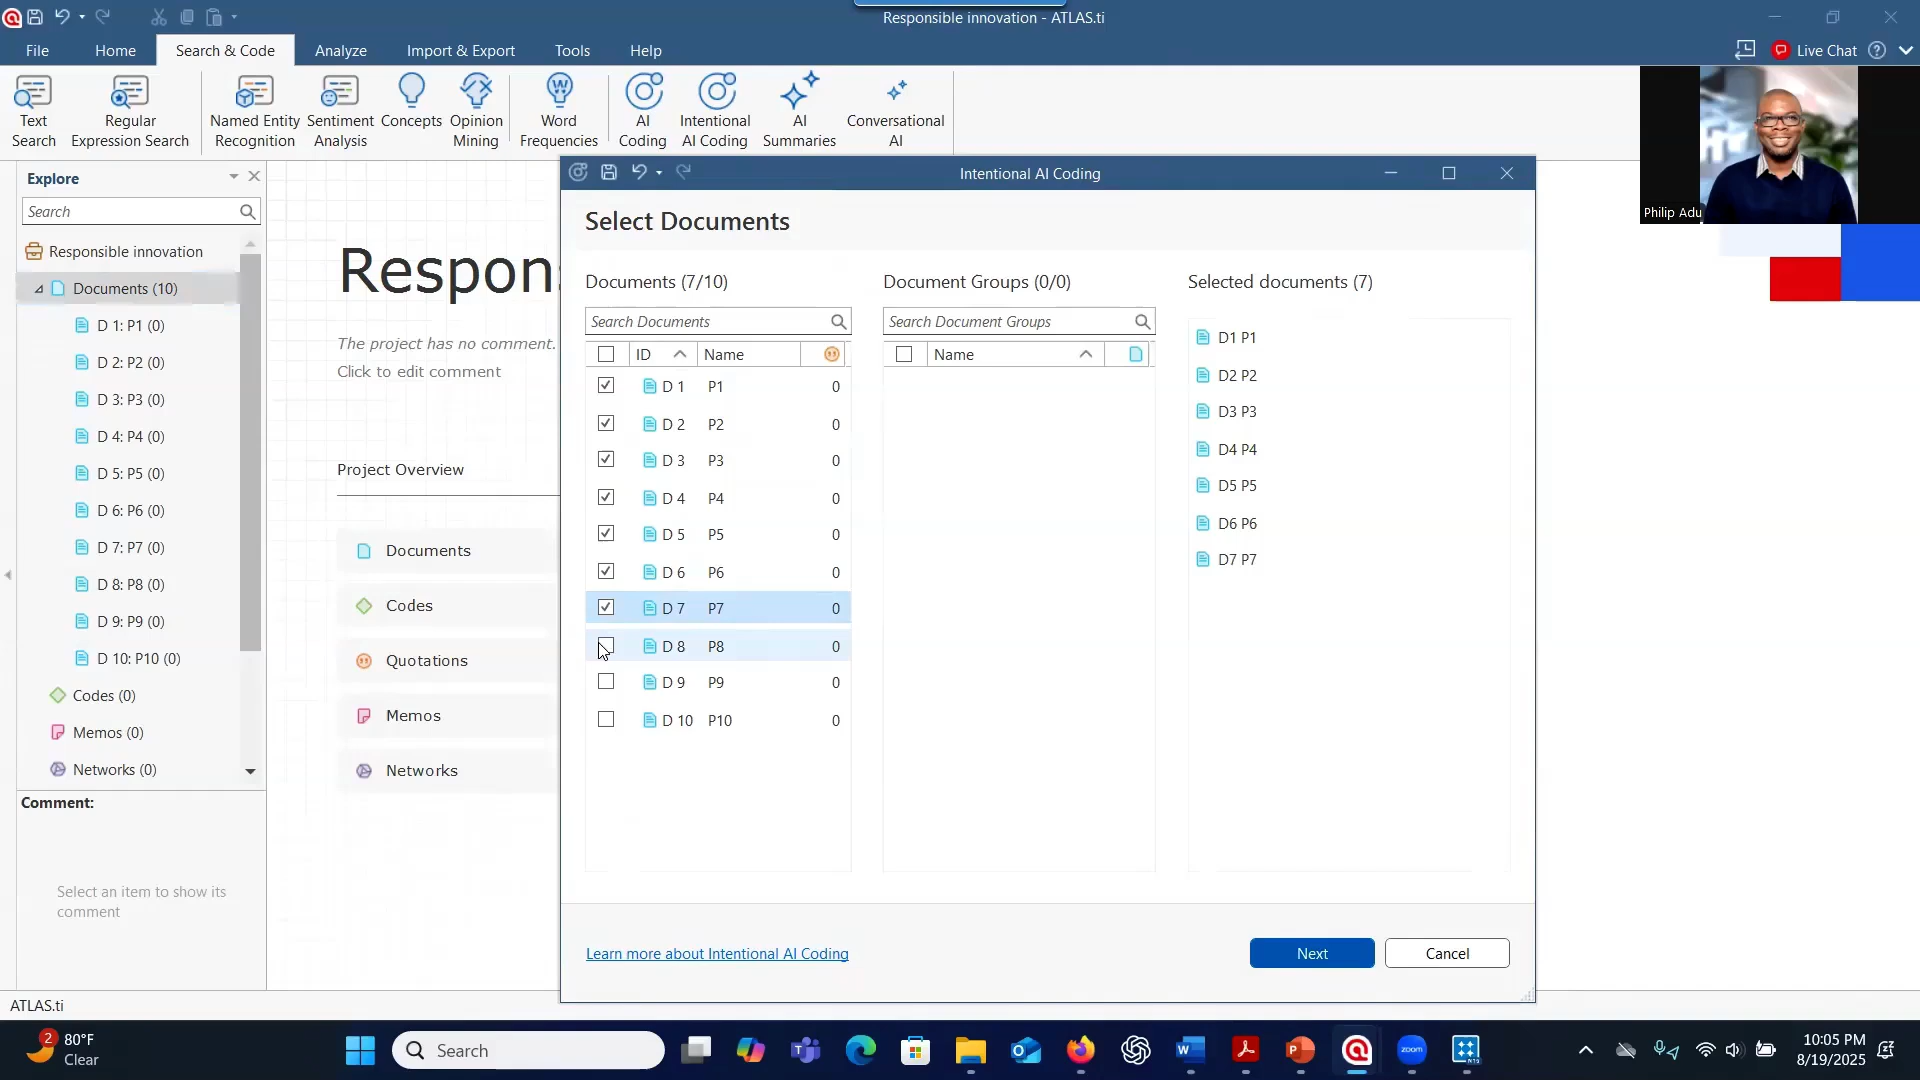 Responsible innovation - ATLAS.ti
File
Home
Search & Code
Analyze
Import & Export
Tools
Help
Live Chat
Text
Search
Regular
Expression Search
Named Entity
Recognition
Sentiment
Analysis
Concepts
Opinion
Mining
Word
Frequencies
AI
Coding
Intentional
AI Coding
AI
Summaries
Conversational
AI
Philip Adu
Explore
Search
Responsible innovation
Documents (10)
D 1: P1 (0)
D 2: P2 (0)
D 3: P3 (0)
D 4: P4 (0)
D 5: P5 (0)
D 6: P6 (0)
D 7: P7 (0)
D 8: P8 (0)
D 9: P9 (0)
D 10: P10 (0)
Codes (0)
Memos (0)
Networks (0)
Comment:
Select an item to show its
comment
Respons
The project has no comment.
Click to edit comment
Project Overview
Documents
Codes
Quotations
Memos
Networks
Intentional AI Coding
Select Documents
Documents (7/10)
Search Documents
ID Name
D 1 P1 0
D 2 P2 0
D 3 P3 0
D 4 P4 0
D 5 P5 0
D 6 P6 0
D 7 P7 0
D 8 P8 0
D 9 P9 0
D 10 P10 0
Document Groups (0/0)
Search Document Groups
Name
Selected documents (7)
D1 P1
D2 P2
D3 P3
D4 P4
D5 P5
D6 P6
D7 P7
Learn more about Intentional AI Coding
Next
Cancel
ATLAS.ti
2
80°F
Clear
Search
zoom
10:05 PM
8/19/2025